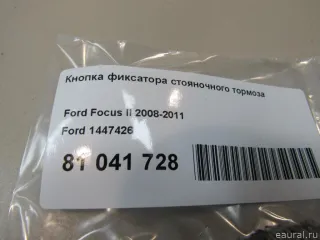 Кнопка фиксатора стояночного тормоза
Ford Focus II 2008-2011
Ford 1447426
81 041 728
eaural.ru